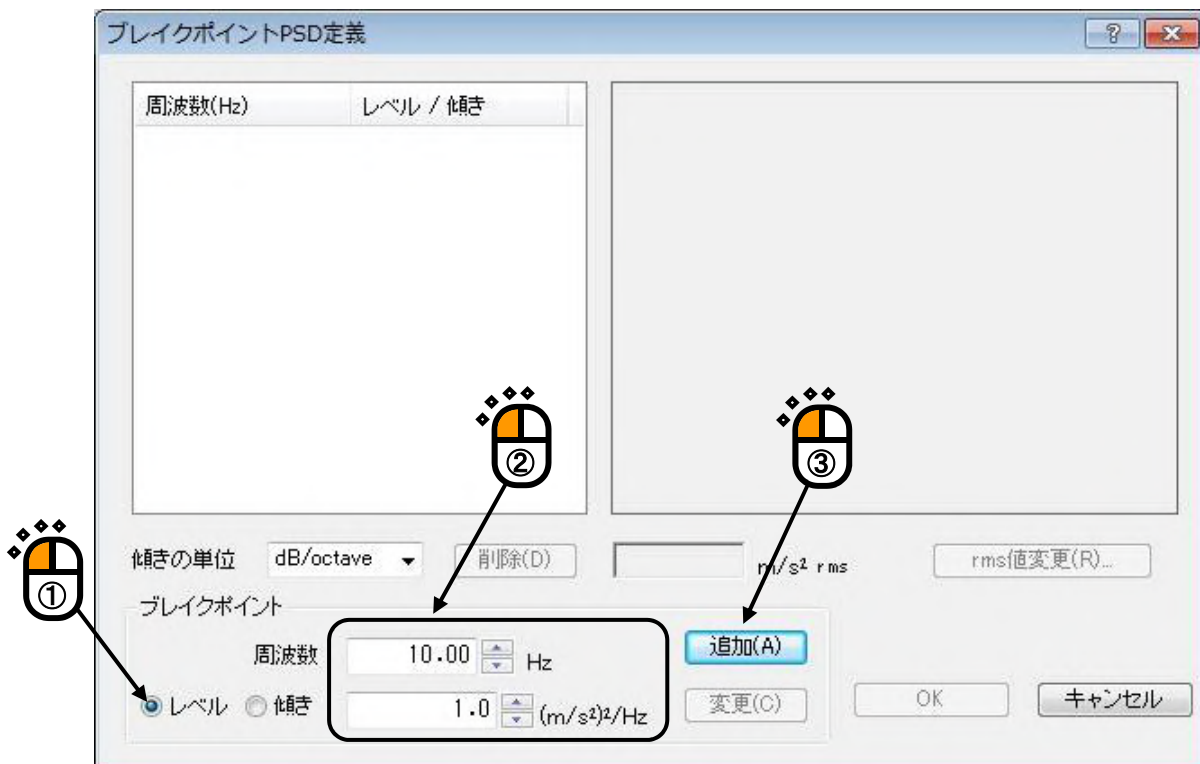 ブレイクポイントPSD定義
?
周波数(Hz) レベル / 傾き
② ③
①
傾きの単位 dB/octave 削除(D) m/s² rms rms値変更(R)...
ブレイクポイント
周波数 10.00 Hz 追加(A)
レベル 傾き 1.0 (m/s²)²/Hz 変更(C) OK キャンセル